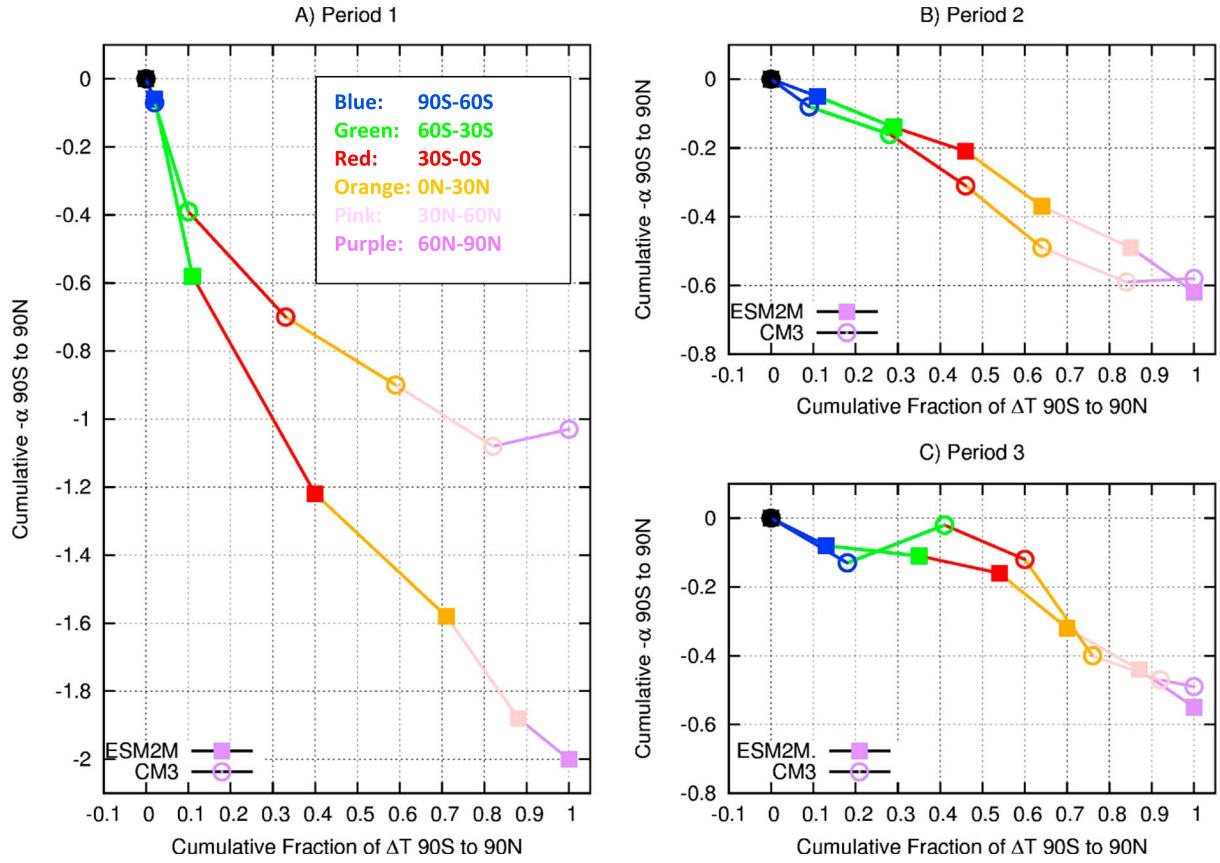 A) Period 1
0
-0.2
-0.4
-0.6
-0.8
-1
-1.2
-1.4
-1.6
-1.8
-2
Cumulative -α 90S to 90N
Blue: 90S-60S
Green: 60S-30S
Red: 30S-0S
Orange: 0N-30N
Pink: 30N-60N
Purple: 60N-90N
ESM2M
CM3
-0.1 0 0.1 0.2 0.3 0.4 0.5 0.6 0.7 0.8 0.9 1
Cumulative Fraction of ΔT 90S to 90N
B) Period 2
0
-0.2
-0.4
-0.6
-0.8
Cumulative -α 90S to 90N
ESM2M
CM3
-0.1 0 0.1 0.2 0.3 0.4 0.5 0.6 0.7 0.8 0.9 1
Cumulative Fraction of ΔT 90S to 90N
C) Period 3
0
-0.2
-0.4
-0.6
-0.8
Cumulative -α 90S to 90N
ESM2M.
CM3
-0.1 0 0.1 0.2 0.3 0.4 0.5 0.6 0.7 0.8 0.9 1
Cumulative Fraction of ΔT 90S to 90N